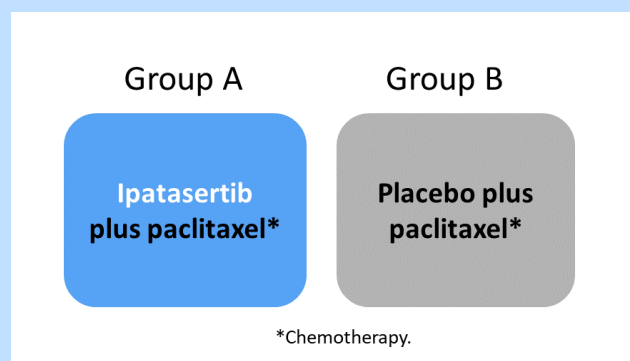 Group A
Group B
Ipatasertib
plus paclitaxel*
Placebo plus
paclitaxel*
*Chemotherapy.